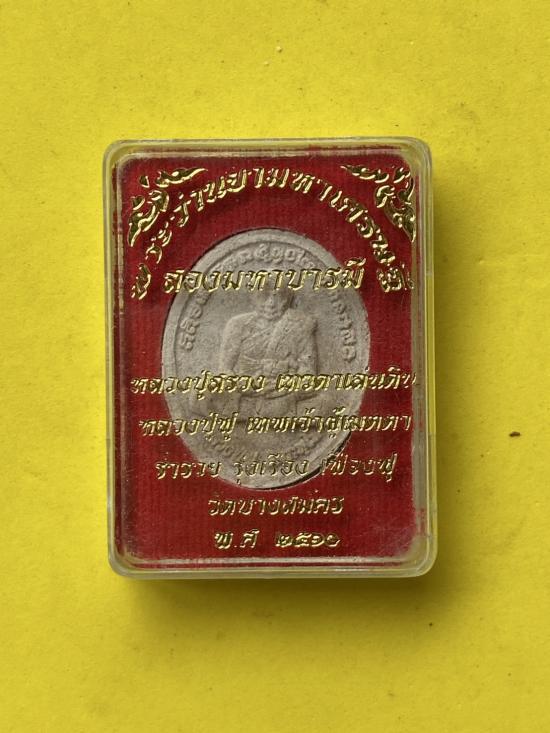 พระว่านยามหาเศรษฐี
สองมหาบารมี
หลวงปู่สรวง เทวดาเล่นดิน
หลวงปู่ฟู เทพเจ้าผู้เมตตา
ร่ำรวย รุ่งเรือง เฟื่องฟู
วัดบางสมัคร
พ.ศ ๒๕๑๐